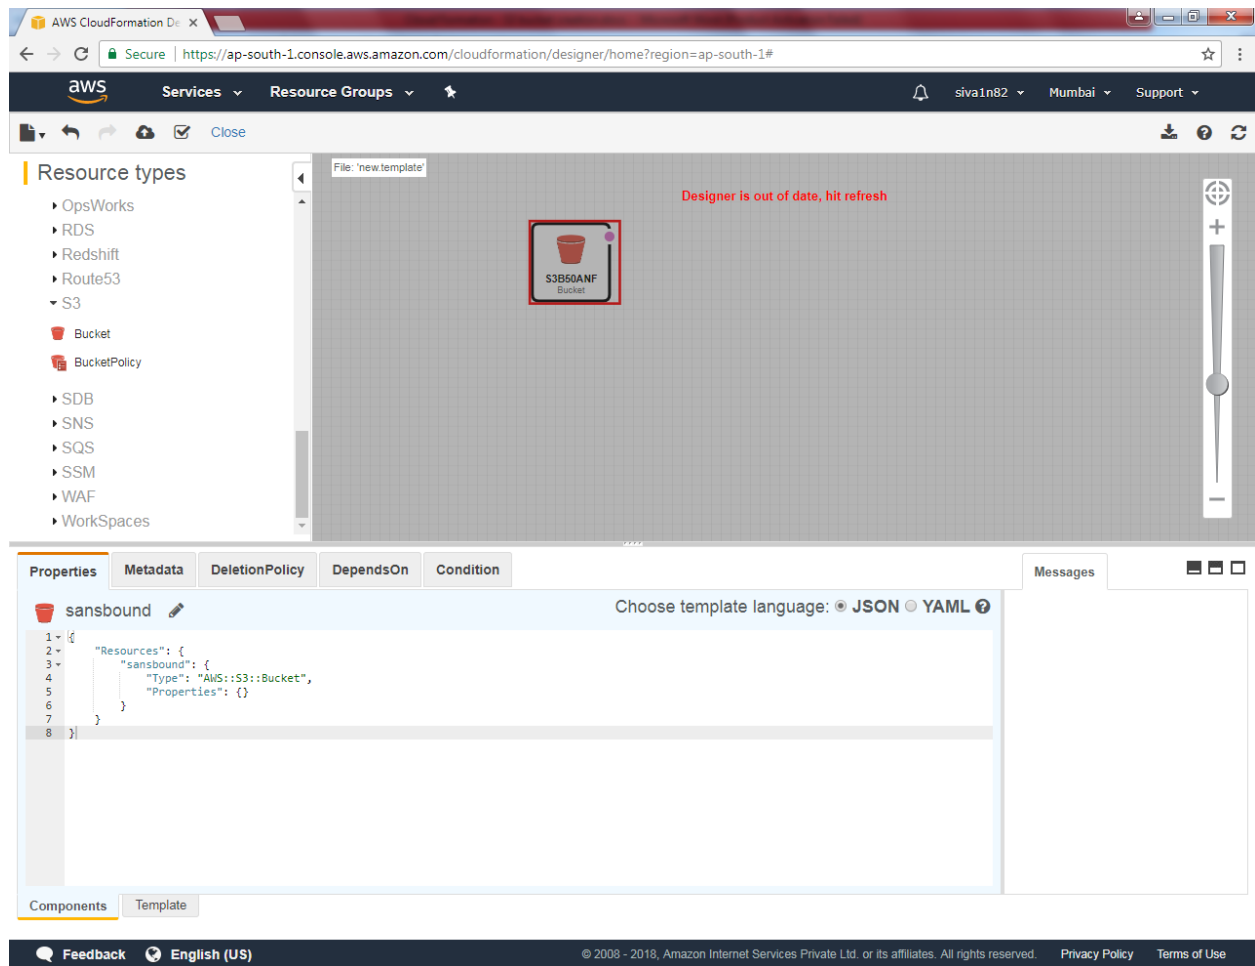 AWS CloudFormation De
Secure | https://ap-south-1.console.aws.amazon.com/cloudformation/designer/home?region=ap-south-1#
aws Services Resource Groups siva1n82 Mumbai Support
Close
Resource types
OpsWorks
RDS
Redshift
Route53
S3
Bucket
BucketPolicy
SDB
SNS
SQS
SSM
WAF
WorkSpaces
File: 'new.template'
Designer is out of date, hit refresh
S3B50ANF
Bucket
Properties Metadata DeletionPolicy DependsOn Condition
Messages
sansbound
Choose template language: JSON YAML
1 {
2 "Resources": {
3 "sansbound": {
4 "Type": "AWS::S3::Bucket",
5 "Properties": {}
6 }
7 }
8 }
Components Template
Feedback English (US) © 2008 - 2018, Amazon Internet Services Private Ltd. or its affiliates. All rights reserved. Privacy Policy Terms of Use